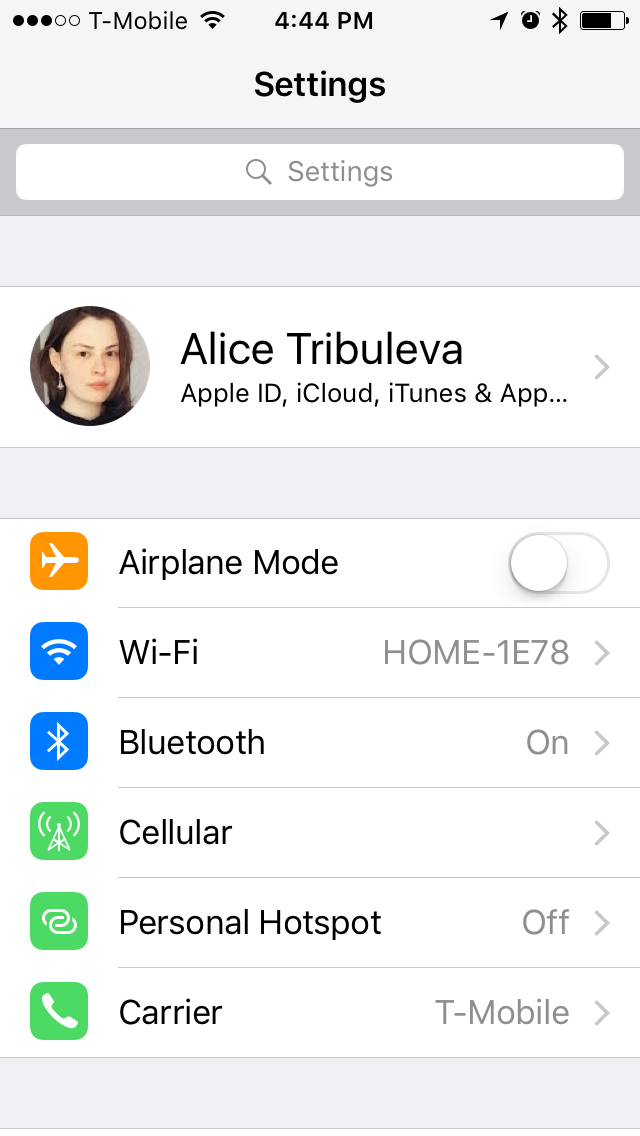 T-Mobile 4:44 PM
Settings
Settings
Alice Tribuleva
Apple ID, iCloud, iTunes & App...
Airplane Mode
Wi-Fi HOME-1E78
Bluetooth On
Cellular
Personal Hotspot Off
Carrier T-Mobile